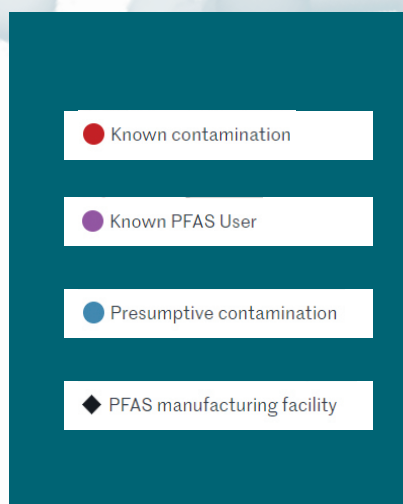 Known contamination
Known PFAS User
Presumptive contamination
PFAS manufacturing facility